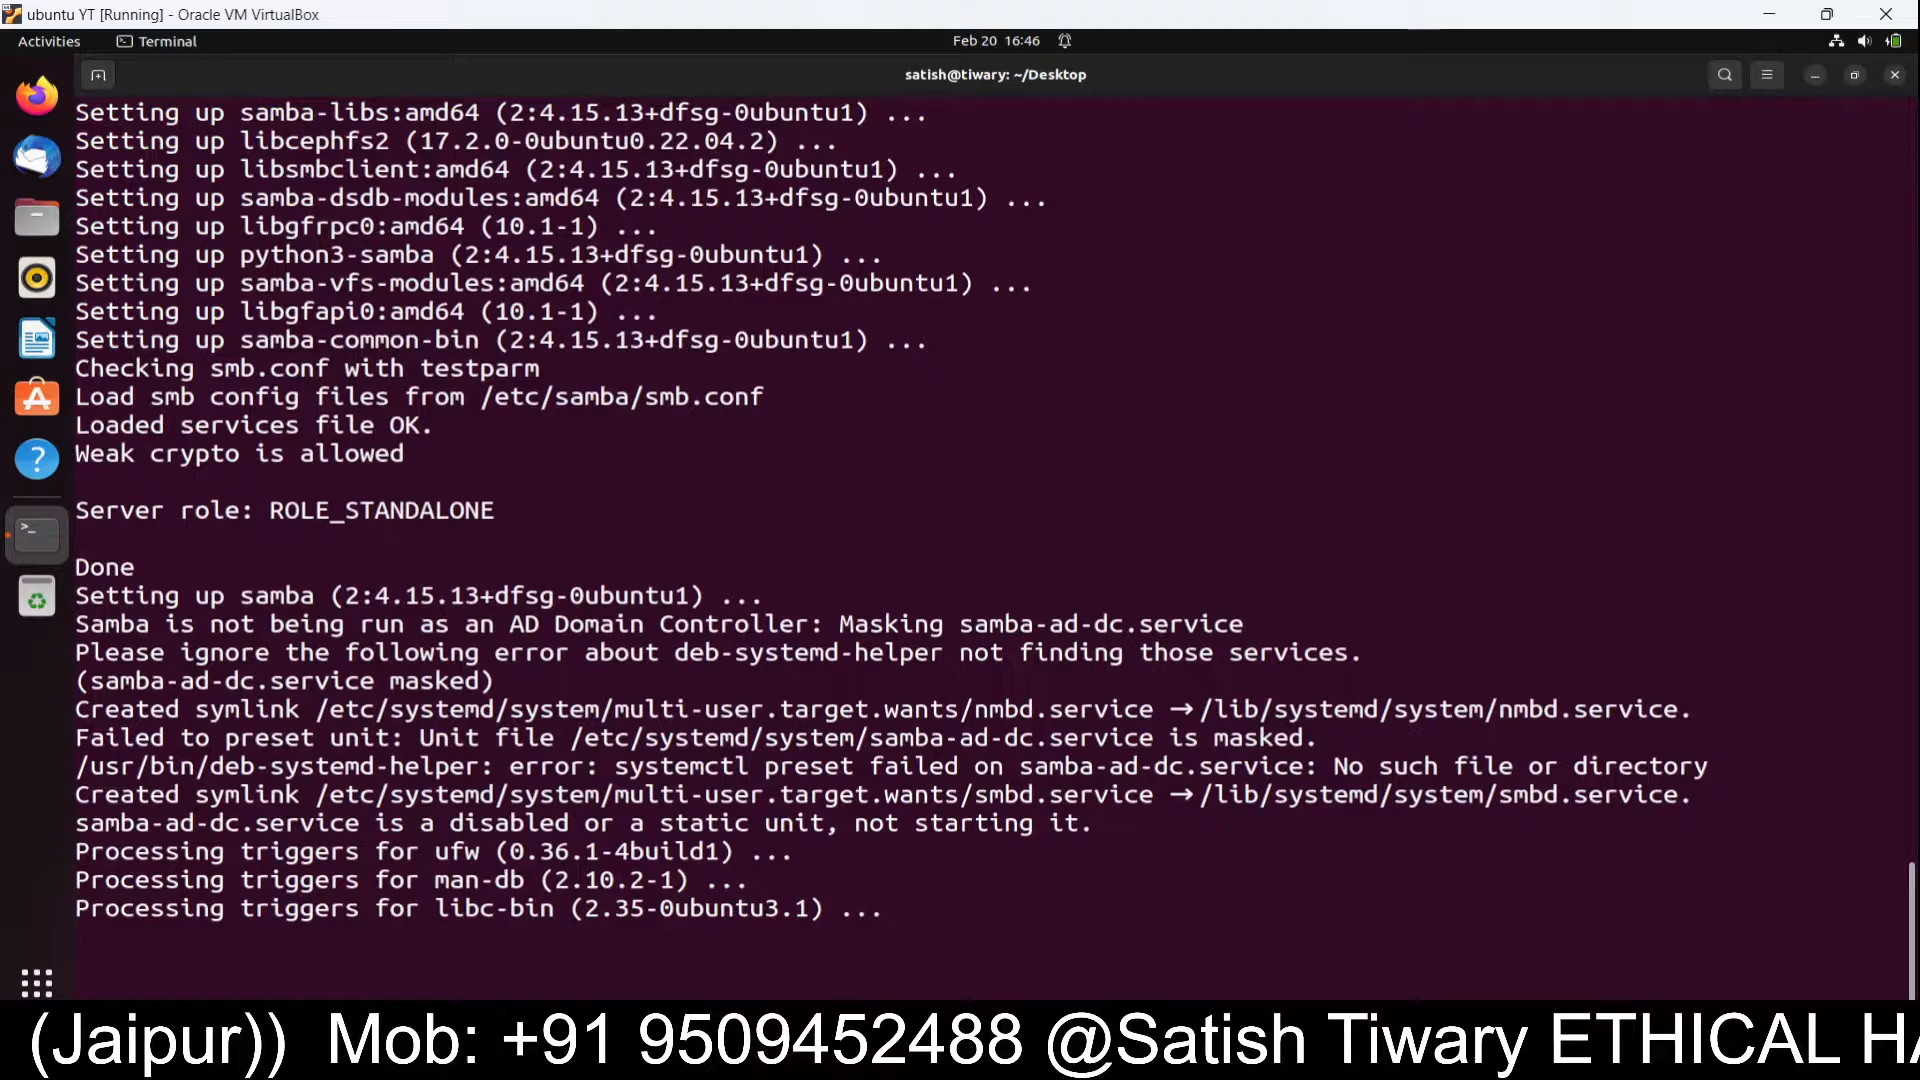 ubuntu YT [Running] - Oracle VM VirtualBox
Activities Terminal Feb 20 16:46
satish@tiwary: ~/Desktop
Setting up samba-libs:amd64 (2:4.15.13+dfsg-0ubuntu1) ...
Setting up libcephfs2 (17.2.0-0ubuntu0.22.04.2) ...
Setting up libsmbclient:amd64 (2:4.15.13+dfsg-0ubuntu1) ...
Setting up samba-dsdb-modules:amd64 (2:4.15.13+dfsg-0ubuntu1) ...
Setting up libgfrpc0:amd64 (10.1-1) ...
Setting up python3-samba (2:4.15.13+dfsg-0ubuntu1) ...
Setting up samba-vfs-modules:amd64 (2:4.15.13+dfsg-0ubuntu1) ...
Setting up libgfapi0:amd64 (10.1-1) ...
Setting up samba-common-bin (2:4.15.13+dfsg-0ubuntu1) ...
Checking smb.conf with testparm
Load smb config files from /etc/samba/smb.conf
Loaded services file OK.
Weak crypto is allowed
Server role: ROLE_STANDALONE
Done
Setting up samba (2:4.15.13+dfsg-0ubuntu1) ...
Samba is not being run as an AD Domain Controller: Masking samba-ad-dc.service
Please ignore the following error about deb-systemd-helper not finding those services.
(samba-ad-dc.service masked)
Created symlink /etc/systemd/system/multi-user.target.wants/nmbd.service → /lib/systemd/system/nmbd.service.
Failed to preset unit: Unit file /etc/systemd/system/samba-ad-dc.service is masked.
/usr/bin/deb-systemd-helper: error: systemctl preset failed on samba-ad-dc.service: No such file or directory
Created symlink /etc/systemd/system/multi-user.target.wants/smbd.service → /lib/systemd/system/smbd.service.
samba-ad-dc.service is a disabled or a static unit, not starting it.
Processing triggers for ufw (0.36.1-4build1) ...
Processing triggers for man-db (2.10.2-1) ...
Processing triggers for libc-bin (2.35-0ubuntu3.1) ...
(Jaipur)) Mob: +91 9509452488 @Satish Tiwary ETHICAL HA